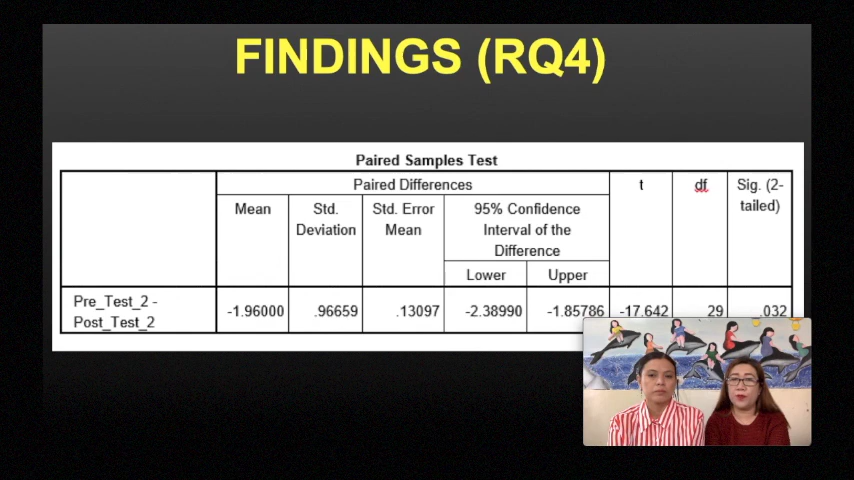 FINDINGS (RQ4)
Paired Samples Test
Paired Differences
t
df
Sig. (2-
tailed)
Mean
Std.
Deviation
Std. Error
Mean
95% Confidence
Interval of the
Difference
Lower
Upper
Pre_Test_2 -
Post_Test_2
-1.96000
.96659
.13097
-2.38990
-1.85786
-17.642
29
.032